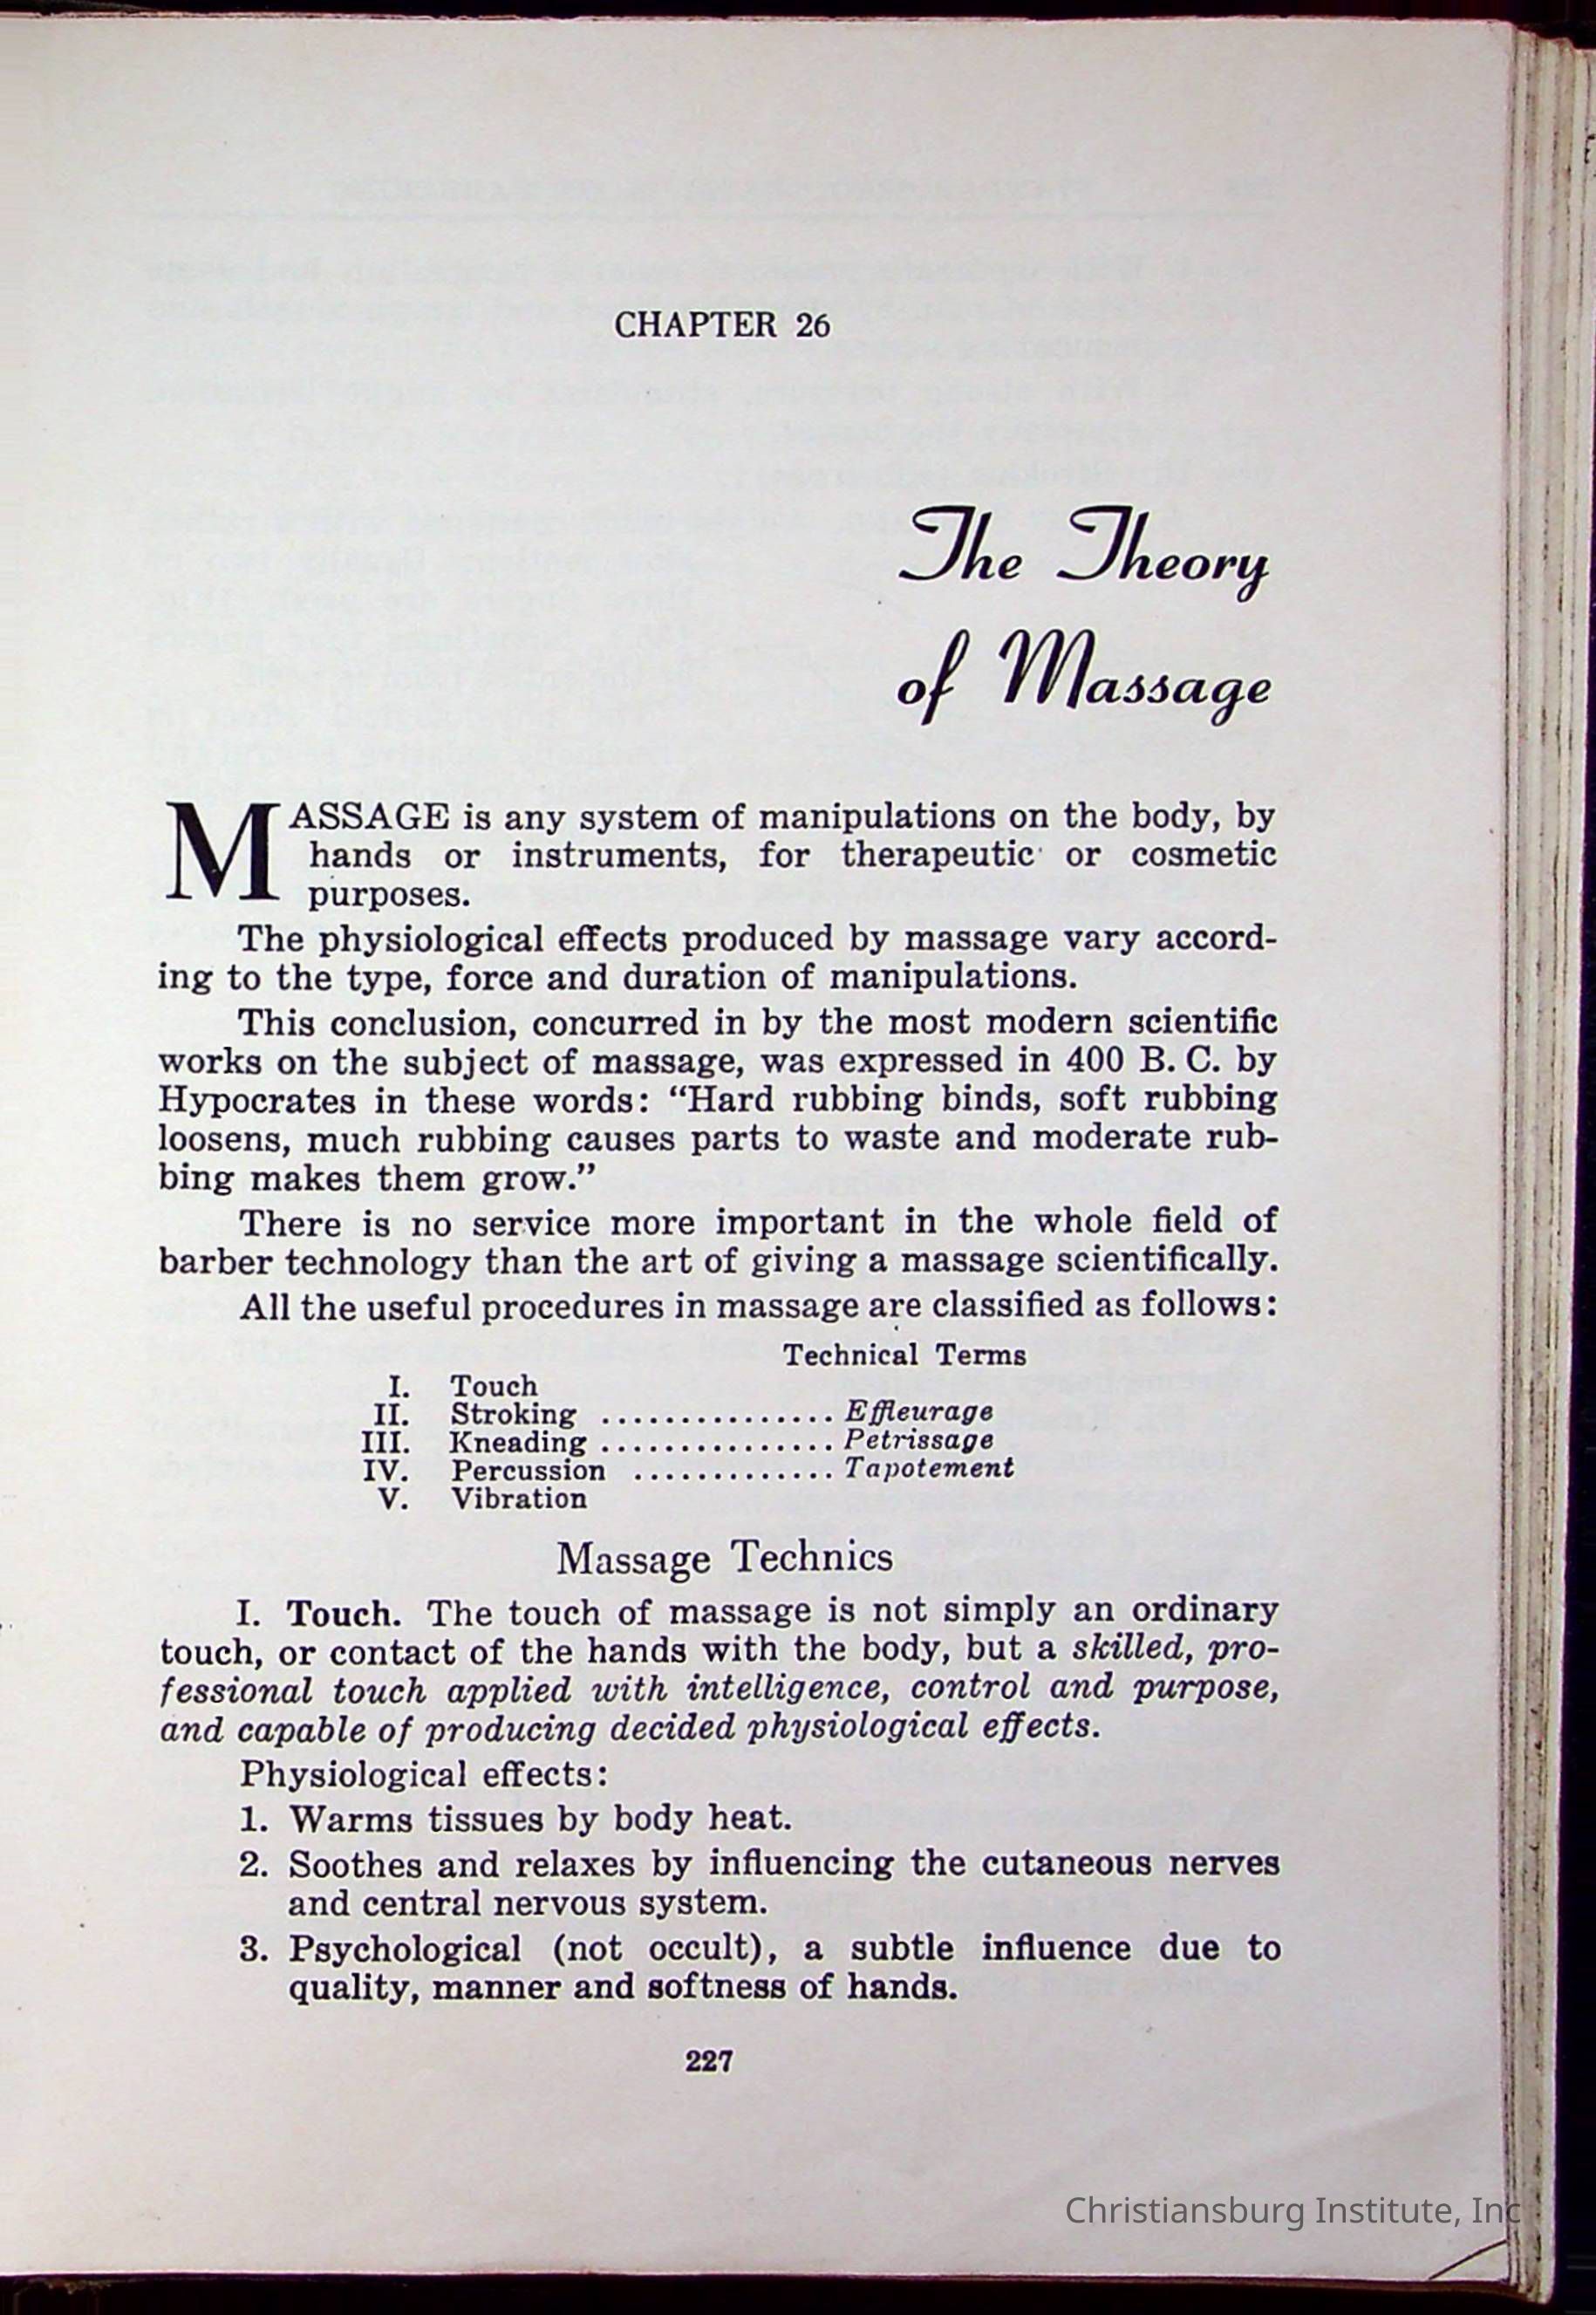 CHAPTER 26
The Theory
of Massage
MASSAGE is any system of manipulations on the body, by
hands or instruments, for therapeutic or cosmetic
purposes.
The physiological effects produced by massage vary accord-
ing to the type, force and duration of manipulations.
This conclusion, concurred in by the most modern scientific
works on the subject of massage, was expressed in 400 B. C. by
Hypocrates in these words: “Hard rubbing binds, soft rubbing
loosens, much rubbing causes parts to waste and moderate rub-
bing makes them grow.”
There is no service more important in the whole field of
barber technology than the art of giving a massage scientifically.
All the useful procedures in massage are classified as follows:
Technical Terms
I. Touch
II. Stroking ............... Effleurage
III. Kneading ............... Petrissage
IV. Percussion ............. Tapotement
V. Vibration
Massage Technics
I. Touch. The touch of massage is not simply an ordinary
touch, or contact of the hands with the body, but a skilled, pro-
fessional touch applied with intelligence, control and purpose,
and capable of producing decided physiological effects.
Physiological effects:
1. Warms tissues by body heat.
2. Soothes and relaxes by influencing the cutaneous nerves
and central nervous system.
3. Psychological (not occult), a subtle influence due to
quality, manner and softness of hands.
227
Christiansburg Institute, Inc